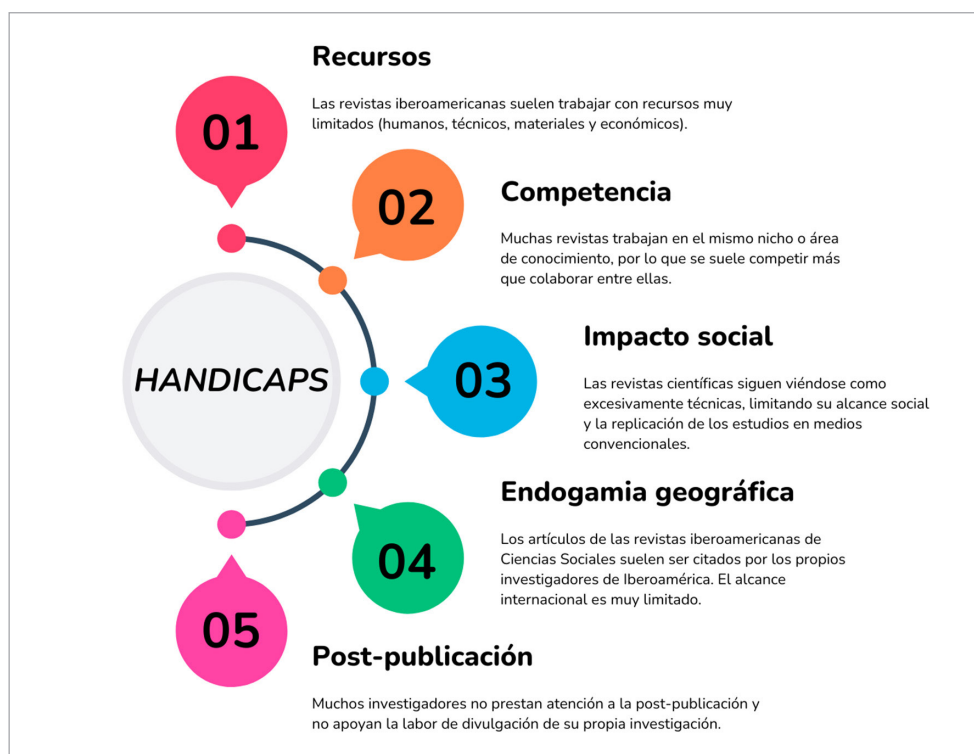 Recursos
01
Las revistas iberoamericanas suelen trabajar con recursos muy
limitados (humanos, técnicos, materiales y económicos).
02
Competencia
Muchas revistas trabajan en el mismo nicho o área
de conocimiento, por lo que se suele competir más
que colaborar entre ellas.
HANDICAPS
03
Impacto social
Las revistas científicas siguen viéndose como
excesivamente técnicas, limitando su alcance social
y la replicación de los estudios en medios
convencionales.
04
Endogamia geográfica
Los artículos de las revistas iberoamericanas de
Ciencias Sociales suelen ser citados por los propios
investigadores de Iberoamérica. El alcance
internacional es muy limitado.
05
Post-publicación
Muchos investigadores no prestan atención a la post-publicación y
no apoyan la labor de divulgación de su propia investigación.